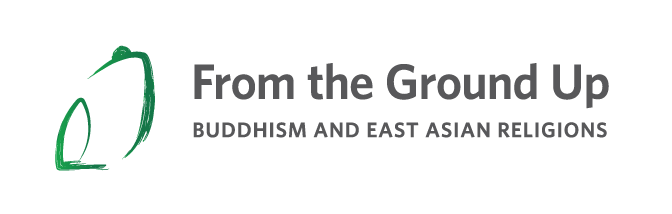 From the Ground Up
BUDDHISM AND EAST ASIAN RELIGIONS